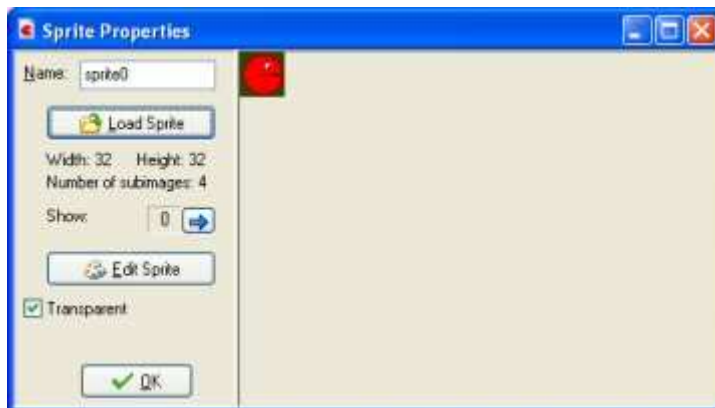 Sprite Properties
Name: sprite0
Load Sprite
Width: 32 Height: 32
Number of subimages: 4
Show: 0
Edit Sprite
Transparent
OK